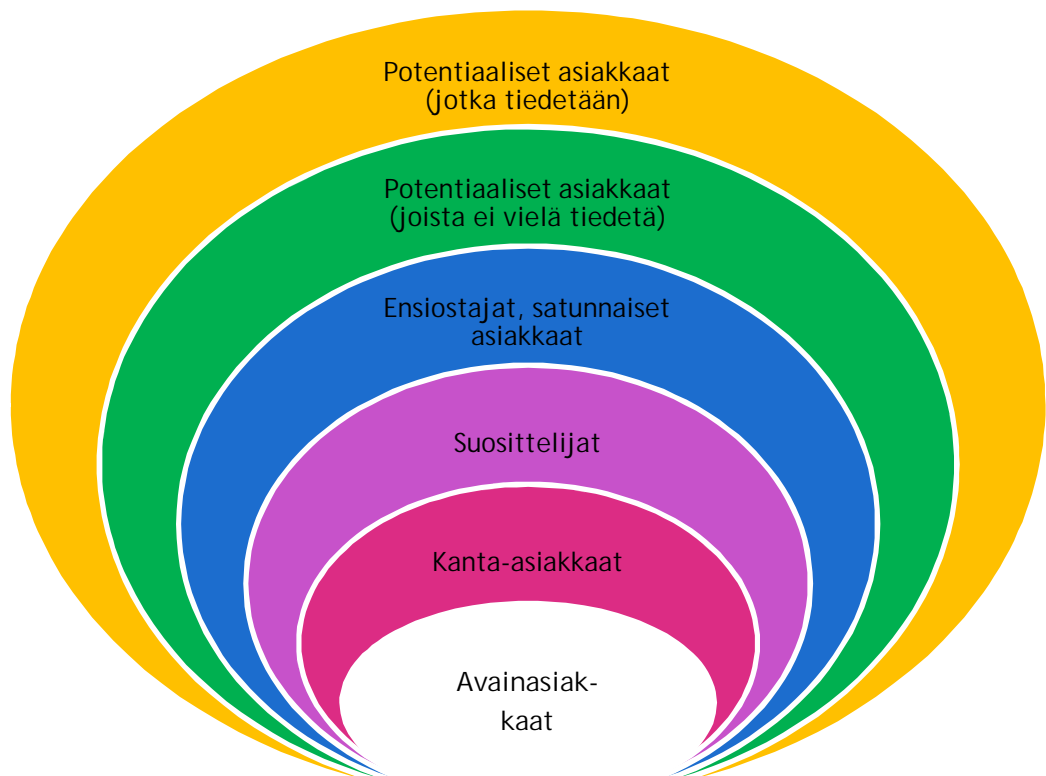 Potentiaaliset asiakkaat
(jotka tiedetään)
Potentiaaliset asiakkaat
(joista ei vielä tiedetä)
Ensiostajat, satunnaiset
asiakkaat
Suosittelijat
Kanta-asiakkaat
Avainasiak-
kaat